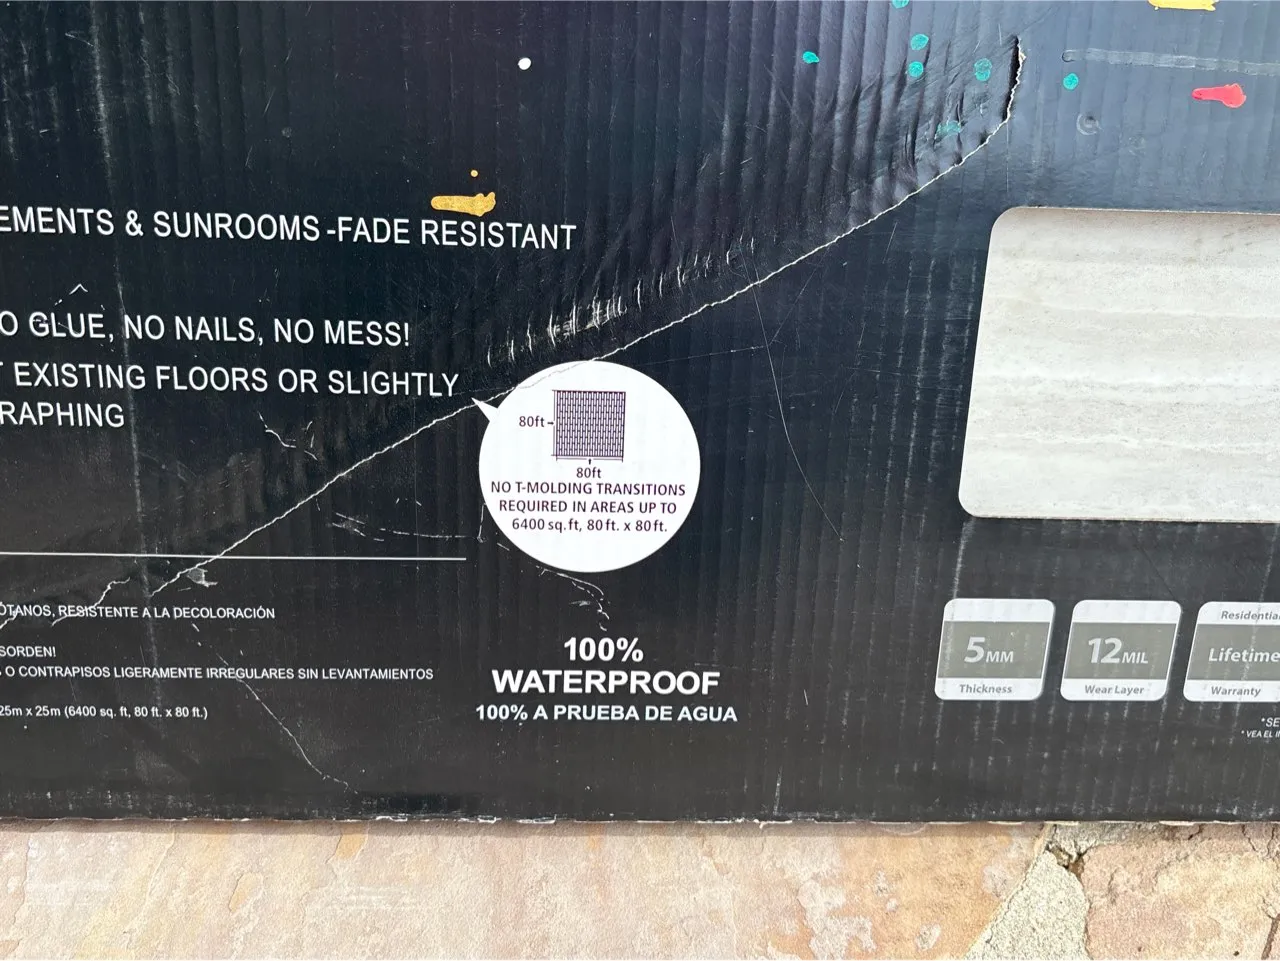 EMENTS & SUNROOMS -FADE RESISTANT
O GLUE, NO NAILS, NO MESS!
T EXISTING FLOORS OR SLIGHTLY
RAPHING
80ft
80ft
NO T-MOLDING TRANSITIONS
REQUIRED IN AREAS UP TO
6400 sq.ft, 80 ft. x 80 ft.
ÓTANOS, RESISTENTE A LA DECOLORACIÓN
SORDEN!
O CONTRAPISOS LIGERAMENTE IRREGULARES SIN LEVANTAMIENTOS
25m x 25m (6400 sq. ft, 80 ft. x 80 ft.)
100%
WATERPROOF
100% A PRUEBA DE AGUA
5MM
Thickness
12MIL
Wear Layer
Residentia
Lifetime
Warranty
*SE
* VEA EL I